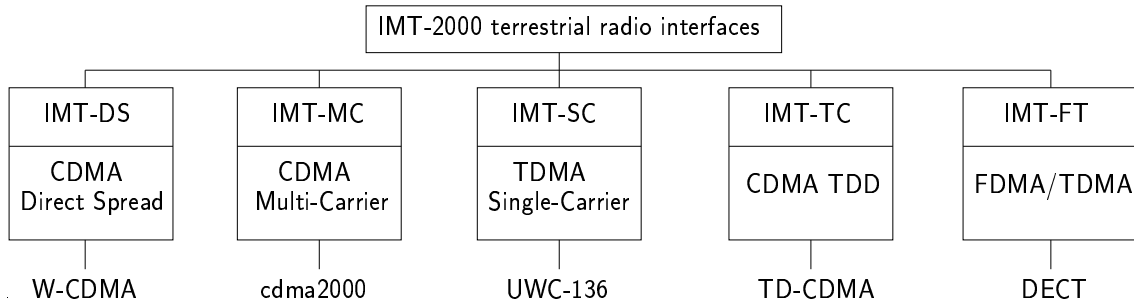 IMT-2000 terrestrial radio interfaces
IMT-DS
CDMA
Direct Spread
W-CDMA
IMT-MC
CDMA
Multi-Carrier
cdma2000
IMT-SC
TDMA
Single-Carrier
UWC-136
IMT-TC
CDMA TDD
TD-CDMA
IMT-FT
FDMA/TDMA
DECT